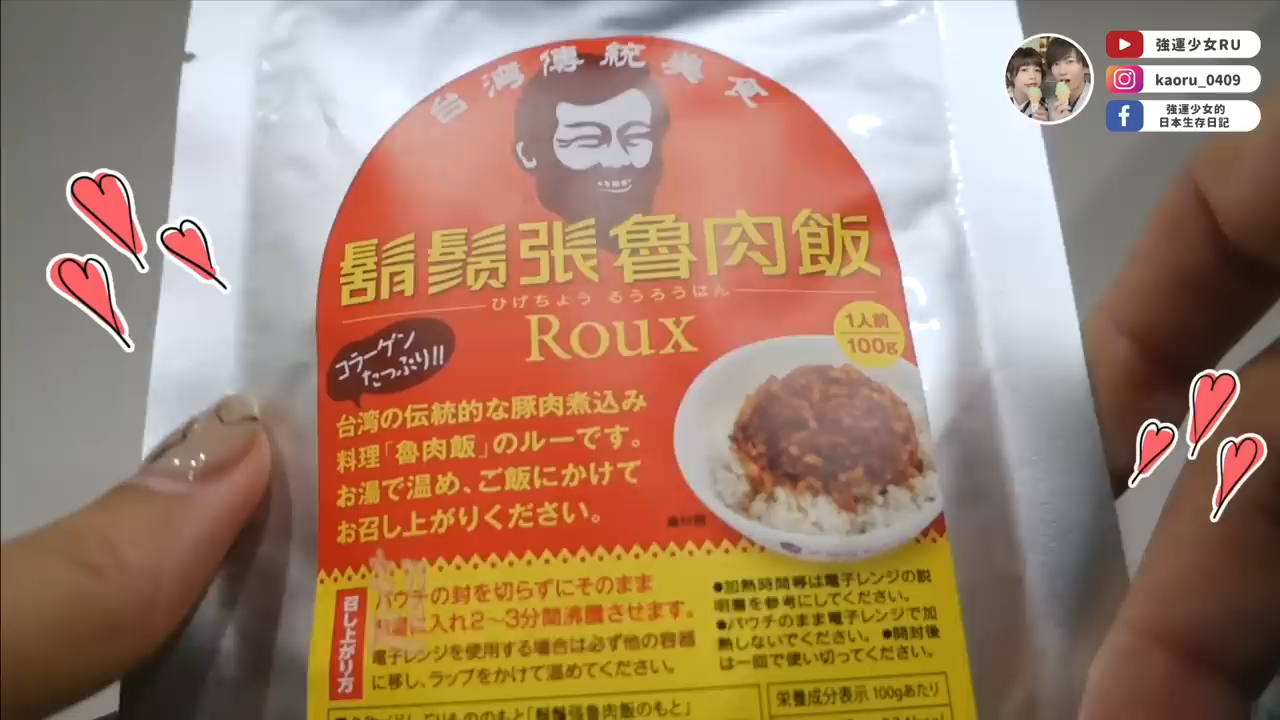 強運少女RU
kaoru_0409
強運少女的
日本生存日記
台灣傳統美食
鬍鬚張魯肉飯
ひげちょう るうろうはん
Roux
1人前
100g
コラーゲン
たっぷり!!
台湾の伝統的な豚肉煮込み
料理「魯肉飯」のルーです。
お湯で温め、ご飯にかけて
お召し上がりください。
召し上がり方
パウチの封を切らずにそのまま
に入れ2〜3分間沸騰させます。
電子レンジを使用する場合は必ず他の容器
に移し、ラップをかけて温めてください。
●加熱時間等は電子レンジの説
明書を参考にしてください。
●パウチのまま電子レンジで加
熱しないでください。 ●開封後
は一回で使い切ってください。
栄養成分表示 100gあたり
「鬍鬚張魯肉飯のもと」